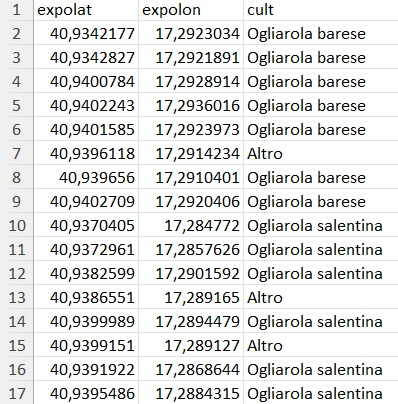 1 expolat expolon cult
2 40,9342177 17,2923034 Ogliarola barese
3 40,9342827 17,2921891 Ogliarola barese
4 40,9400784 17,2928914 Ogliarola barese
5 40,9402243 17,2936016 Ogliarola barese
6 40,9401585 17,2923973 Ogliarola barese
7 40,9396118 17,2914234 Altro
8 40,939656 17,2910401 Ogliarola barese
9 40,9402709 17,2920406 Ogliarola barese
10 40,9370405 17,284772 Ogliarola salentina
11 40,9372961 17,2857626 Ogliarola salentina
12 40,9382599 17,2901592 Ogliarola salentina
13 40,9386551 17,289165 Altro
14 40,9399989 17,2894479 Ogliarola salentina
15 40,9399151 17,289127 Altro
16 40,9391922 17,2868644 Ogliarola salentina
17 40,9395486 17,2884315 Ogliarola salentina